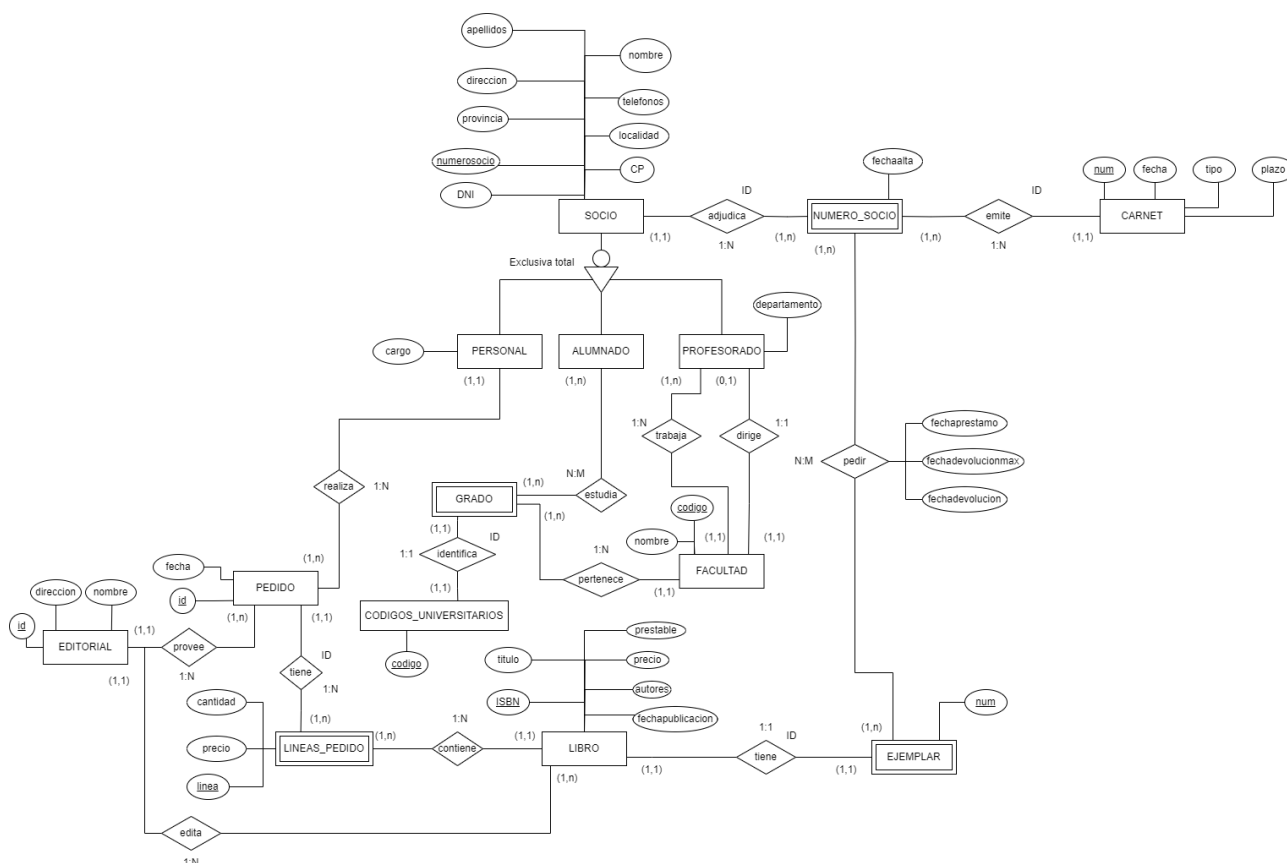 apellidos
nombre
direccion
telefonos
provincia
localidad
numerosocio
CP
DNI
fechaalta
num
fecha
tipo
plazo
ID
ID
SOCIO
adjudica
NUMERO_SOCIO
emite
CARNET
(1,1)
1:N
(1,n)
(1,n)
(1,n)
1:N
(1,1)
Exclusiva total
departamento
cargo
PERSONAL
ALUMNADO
PROFESORADO
(1,1)
(1,n)
(1,n)
(0,1)
1:N
trabaja
dirige
1:1
fechaprestamo
N:M
pedir
fechadevolucionmax
fechadevolucion
realiza
1:N
N:M
GRADO
(1,n)
estudia
(1,n)
codigo
(1,1)
ID
nombre
(1,1)
(1,1)
1:1
identifica
1:N
(1,n)
fecha
PEDIDO
pertenece
FACULTAD
(1,1)
(1,1)
id
direccion
nombre
(1,n)
(1,1)
CODIGOS_UNIVERSITARIOS
id
EDITORIAL
(1,1)
provee
prestable
(1,1)
1:N
ID
tiene
1:N
codigo
titulo
precio
autores
cantidad
ISBN
num
fechapublicacion
(1,n)
1:N
1:1
(1,n)
precio
LINEAS_PEDIDO
(1,n)
contiene
(1,1)
LIBRO
ID
tiene
EJEMPLAR
(1,1)
(1,1)
linea
(1,n)
edita
1:N